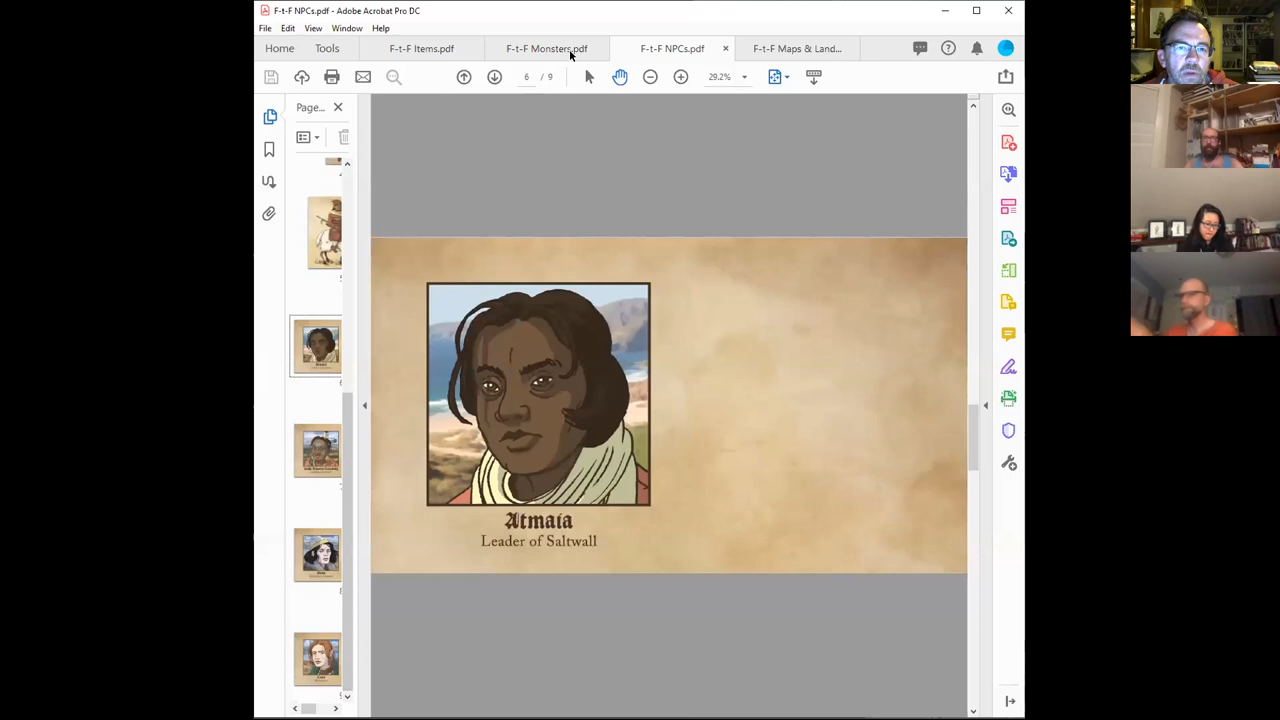 F-t-F NPCs.pdf - Adobe Acrobat Pro DC
File Edit View Window Help
Home Tools F-t-F Items.pdf F-t-F Monsters.pdf F-t-F NPCs.pdf F-t-F Maps & Land...
6 / 9 29.2%
Page...
Atmaia
Leader of Saltwall